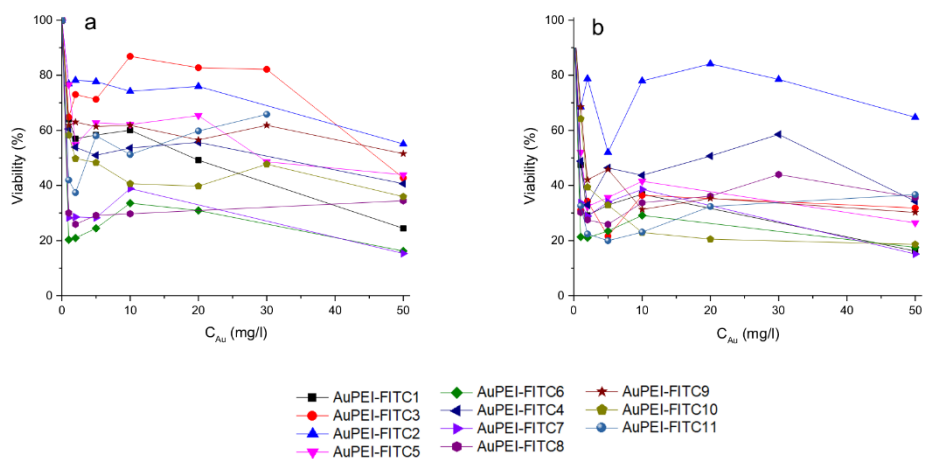 a
b
100
80
60
40
20
0
Viability (%)
0 10 20 30 40 50
C_Au (mg/l)
100
80
60
40
20
0
Viability (%)
0 10 20 30 40 50
C_Au (mg/l)
AuPEI-FITC1
AuPEI-FITC3
AuPEI-FITC2
AuPEI-FITC5
AuPEI-FITC6
AuPEI-FITC4
AuPEI-FITC7
AuPEI-FITC8
AuPEI-FITC9
AuPEI-FITC10
AuPEI-FITC11